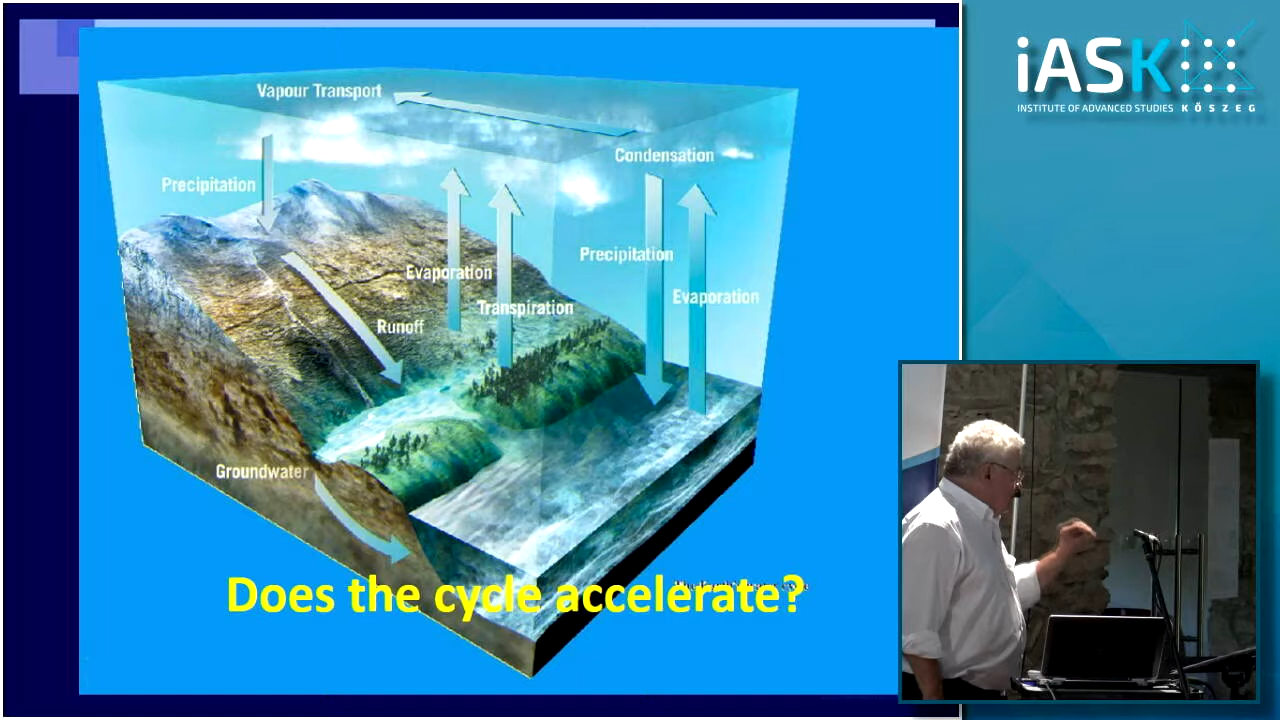 Vapour Transport
Condensation
Precipitation
Precipitation
Evaporation
Evaporation
Transpiration
Runoff
Groundwater
Does the cycle accelerate?
iASK
INSTITUTE OF ADVANCED STUDIES KŐSZEG